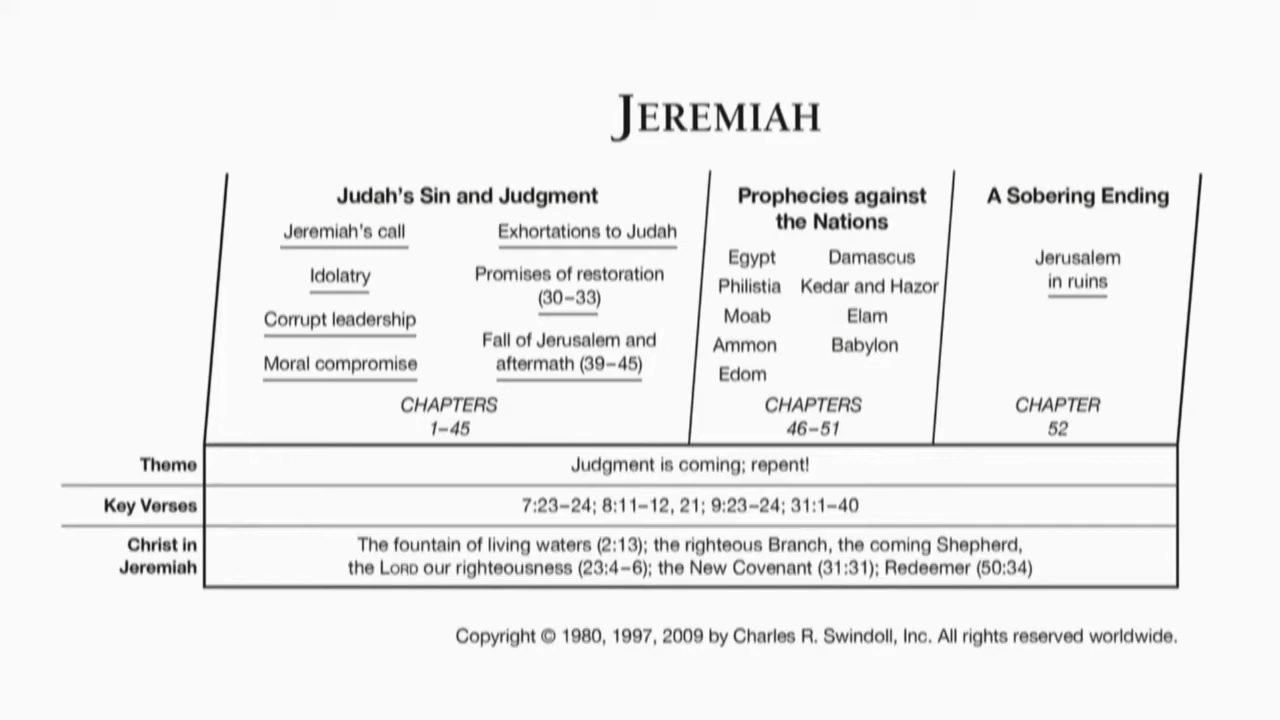 JEREMIAH
Judah's Sin and Judgment
Jeremiah's call
Idolatry
Corrupt leadership
Moral compromise
Exhortations to Judah
Promises of restoration
(30–33)
Fall of Jerusalem and
aftermath (39–45)
CHAPTERS
1–45
Prophecies against
the Nations
Egypt
Philistia
Moab
Ammon
Edom
Damascus
Kedar and Hazor
Elam
Babylon
CHAPTERS
46–51
A Sobering Ending
Jerusalem
in ruins
CHAPTER
52
Theme
Judgment is coming; repent!
Key Verses
7:23–24; 8:11–12, 21; 9:23–24; 31:1–40
Christ in
Jeremiah
The fountain of living waters (2:13); the righteous Branch, the coming Shepherd,
the LORD our righteousness (23:4–6); the New Covenant (31:31); Redeemer (50:34)
Copyright © 1980, 1997, 2009 by Charles R. Swindoll, Inc. All rights reserved worldwide.